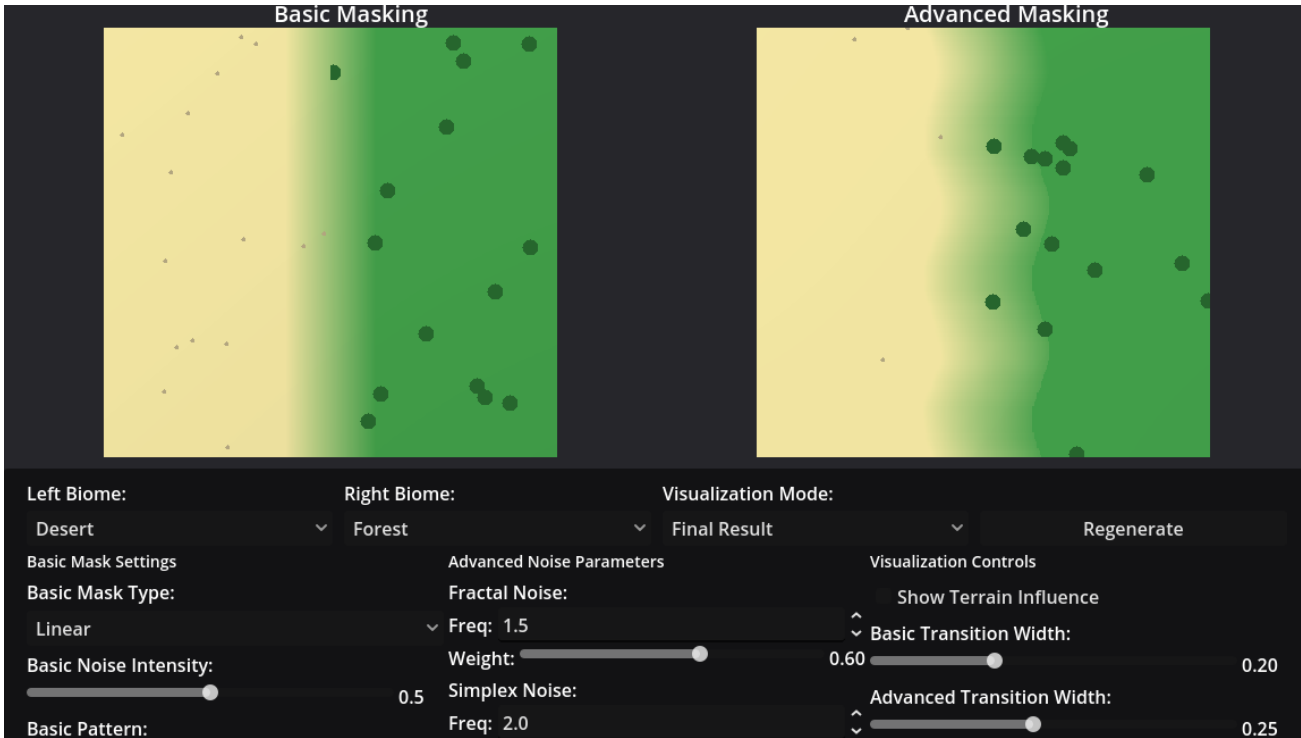 Basic Masking
Advanced Masking
Left Biome:
Right Biome:
Visualization Mode:
Desert
Forest
Final Result
Regenerate
Basic Mask Settings
Advanced Noise Parameters
Visualization Controls
Basic Mask Type:
Fractal Noise:
Show Terrain Influence
Linear
Freq: 1.5
Basic Transition Width:
Basic Noise Intensity:
Weight:
0.60
0.20
0.5
Simplex Noise:
Advanced Transition Width:
Basic Pattern:
Freq: 2.0
0.25